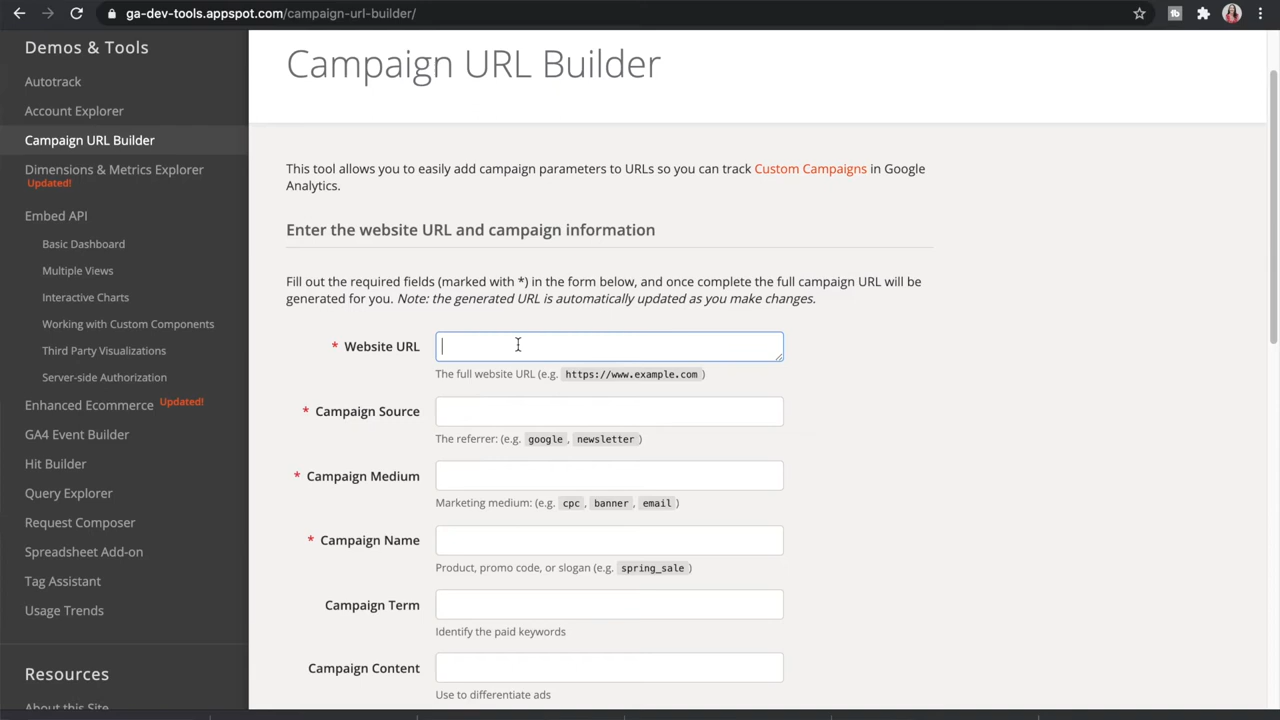 ga-dev-tools.appspot.com/campaign-url-builder/
Demos & Tools
Autotrack
Account Explorer
Campaign URL Builder
Dimensions & Metrics Explorer
Updated!
Embed API
Basic Dashboard
Multiple Views
Interactive Charts
Working with Custom Components
Third Party Visualizations
Server-side Authorization
Enhanced Ecommerce Updated!
GA4 Event Builder
Hit Builder
Query Explorer
Request Composer
Spreadsheet Add-on
Tag Assistant
Usage Trends
Resources
About this Site
Campaign URL Builder
This tool allows you to easily add campaign parameters to URLs so you can track Custom Campaigns in Google
Analytics.
Enter the website URL and campaign information
Fill out the required fields (marked with *) in the form below, and once complete the full campaign URL will be
generated for you. Note: the generated URL is automatically updated as you make changes.
* Website URL
The full website URL (e.g. https://www.example.com )
* Campaign Source
The referrer: (e.g. google , newsletter )
* Campaign Medium
Marketing medium: (e.g. cpc , banner , email )
* Campaign Name
Product, promo code, or slogan (e.g. spring_sale )
Campaign Term
Identify the paid keywords
Campaign Content
Use to differentiate ads